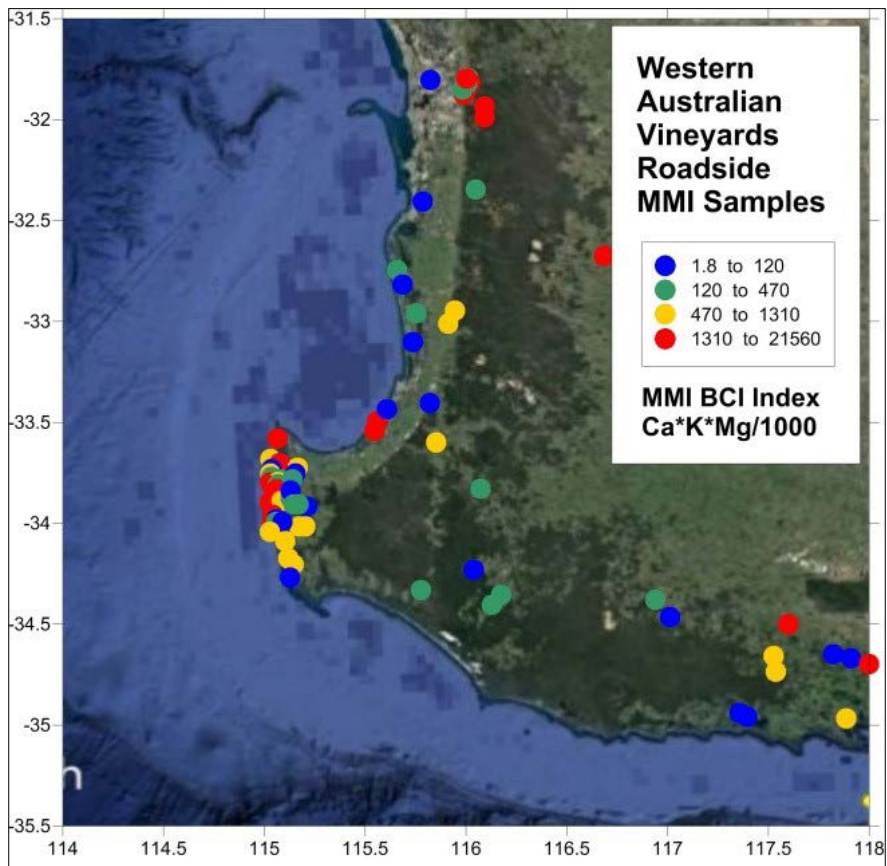 -31.5
-32
-32.5
-33
-33.5
-34
-34.5
-35
-35.5
114
114.5
115
115.5
116
116.5
117
117.5
118
Western
Australian
Vineyards
Roadside
MMI Samples
1.8 to 120
120 to 470
470 to 1310
1310 to 21560
MMI BCI Index
Ca*K*Mg/1000
n